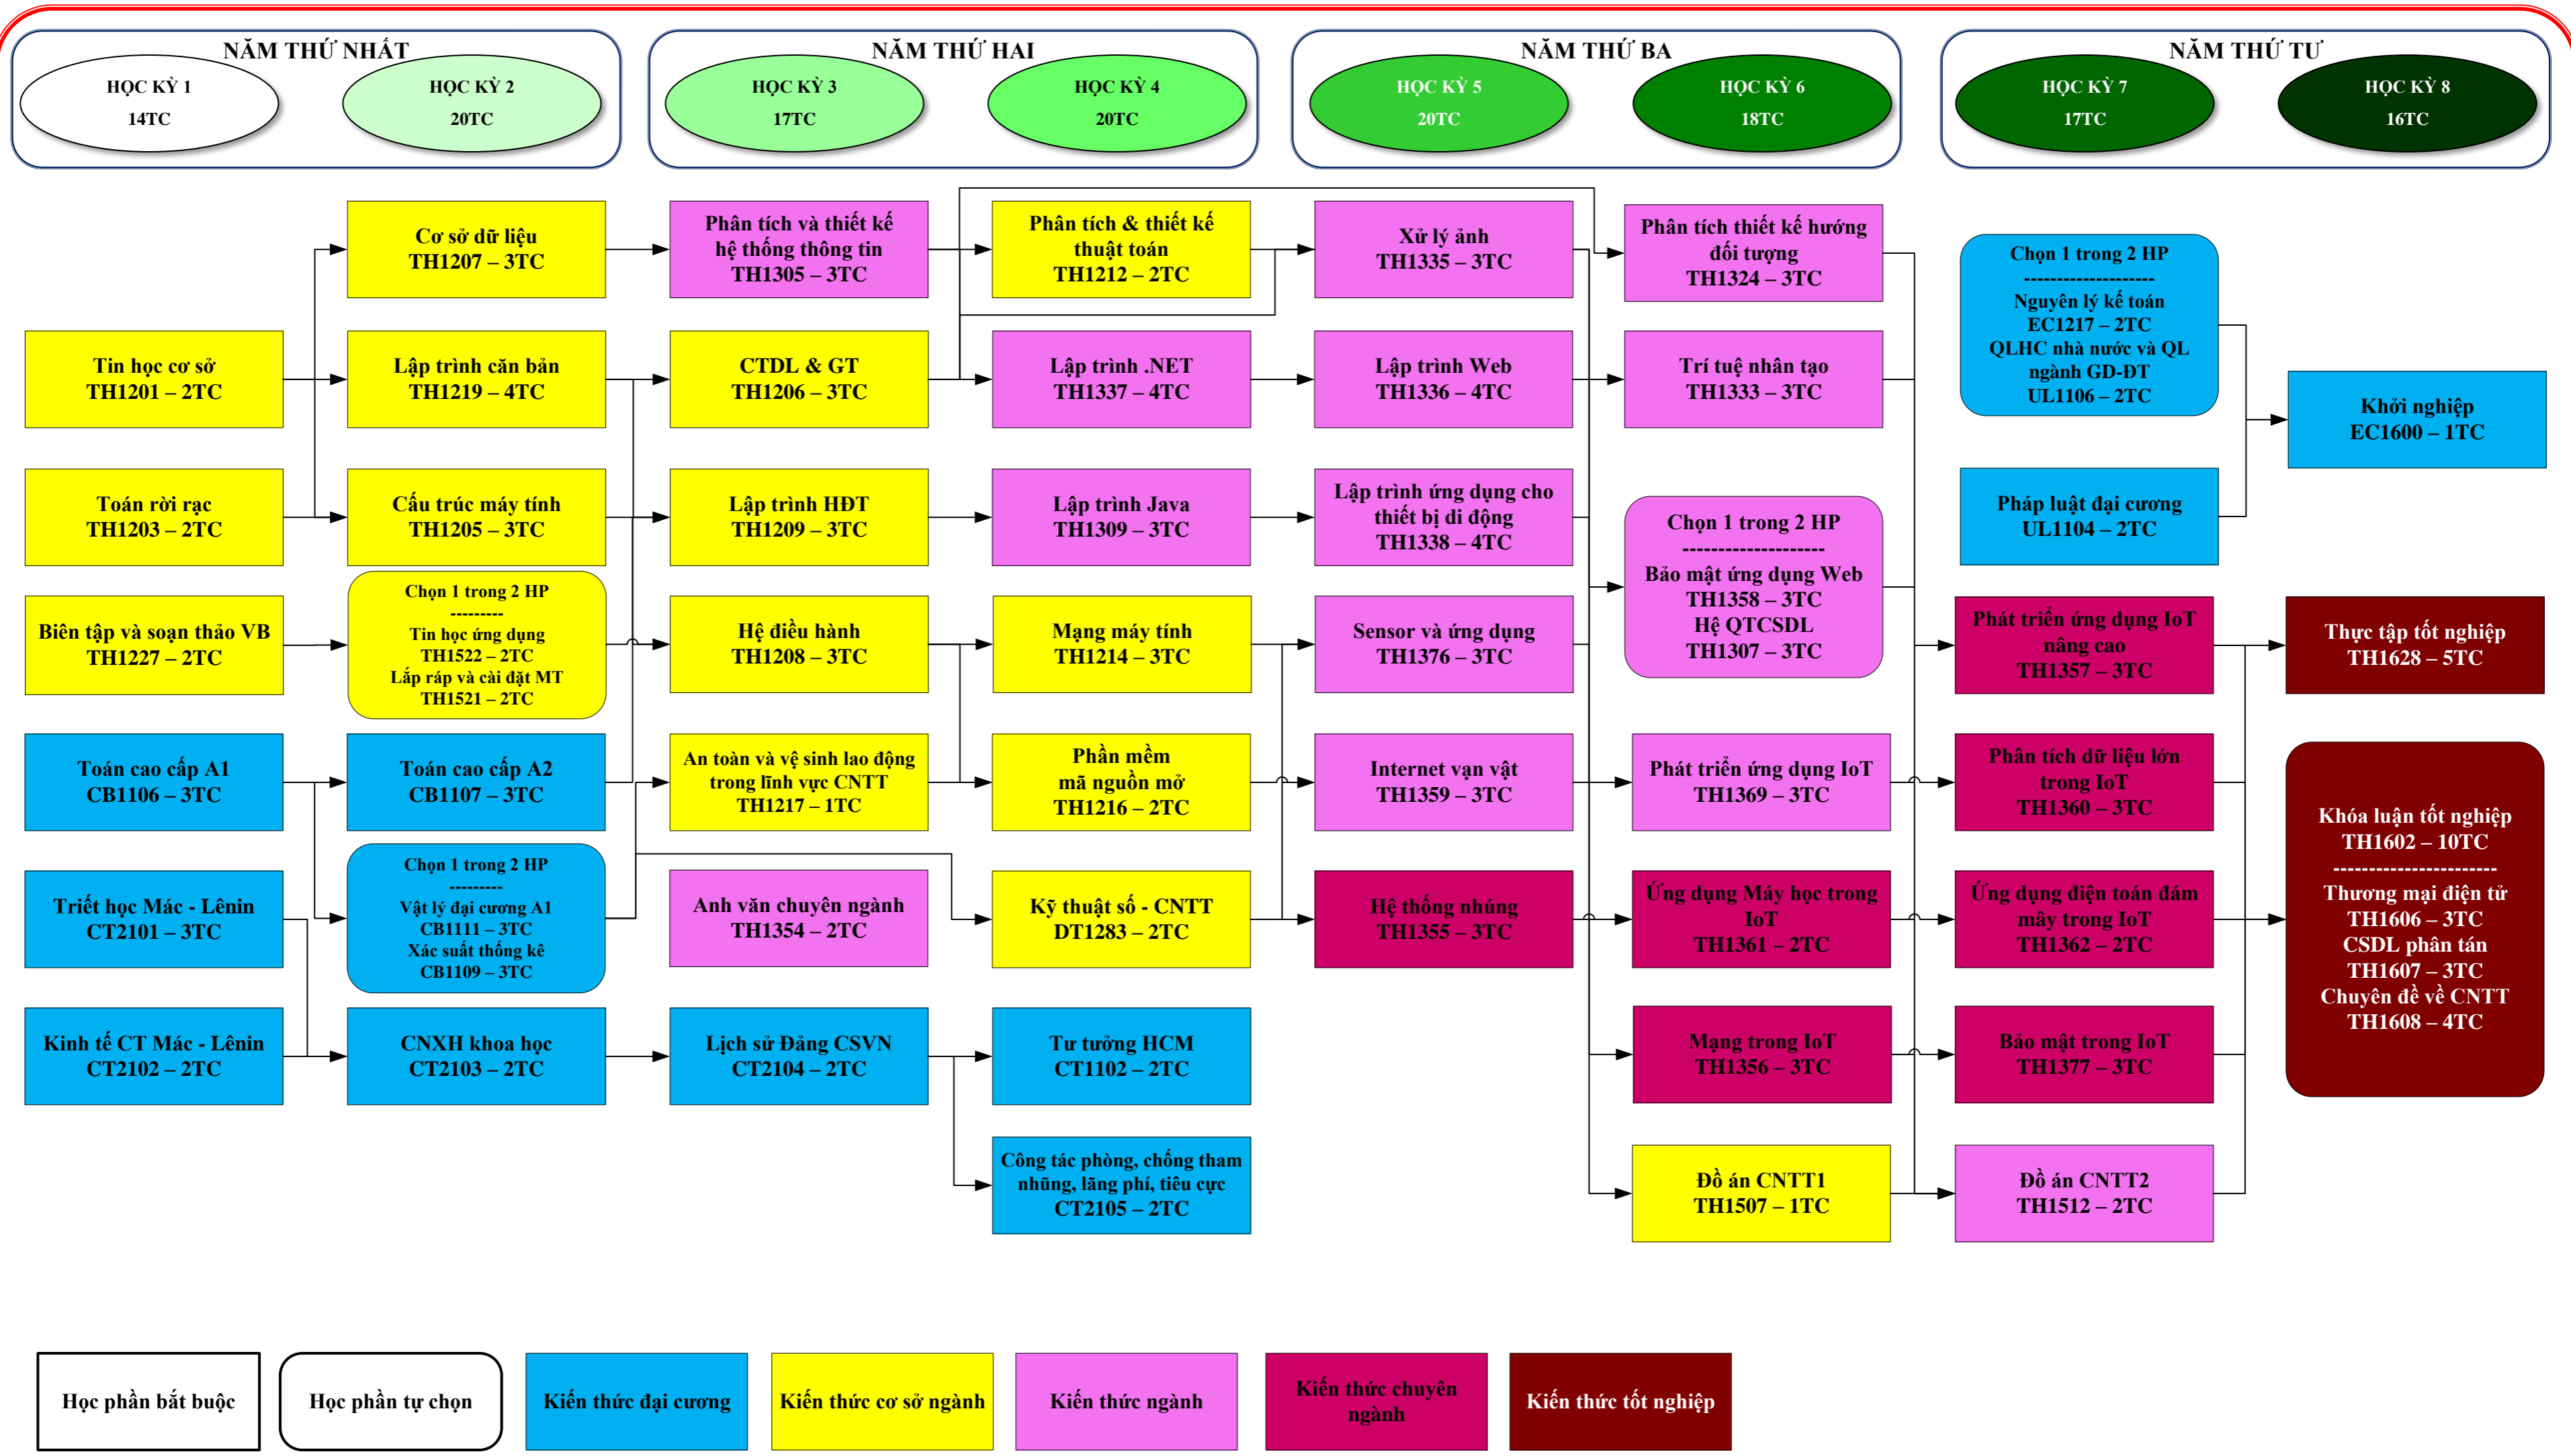 NĂM THỨ NHẤT
HỌC KỲ 1
14TC
HỌC KỲ 2
20TC
NĂM THỨ HAI
HỌC KỲ 3
17TC
HỌC KỲ 4
20TC
NĂM THỨ BA
HỌC KỲ 5
20TC
HỌC KỲ 6
18TC
NĂM THỨ TƯ
HỌC KỲ 7
17TC
HỌC KỲ 8
16TC
Tin học cơ sở
TH1201 – 2TC
Toán rời rạc
TH1203 – 2TC
Biên tập và soạn thảo VB
TH1227 – 2TC
Toán cao cấp A1
CB1106 – 3TC
Triết học Mác - Lênin
CT2101 – 3TC
Kinh tế CT Mác - Lênin
CT2102 – 2TC
Cơ sở dữ liệu
TH1207 – 3TC
Lập trình căn bản
TH1219 – 4TC
Cấu trúc máy tính
TH1205 – 3TC
Chọn 1 trong 2 HP
---------
Tin học ứng dụng
TH1522 – 2TC
Lắp ráp và cài đặt MT
TH1521 – 2TC
Toán cao cấp A2
CB1107 – 3TC
Chọn 1 trong 2 HP
---------
Vật lý đại cương A1
CB1111 – 3TC
Xác suất thống kê
CB1109 – 3TC
CNXH khoa học
CT2103 – 2TC
Phân tích và thiết kế
hệ thống thông tin
TH1305 – 3TC
CTDL & GT
TH1206 – 3TC
Lập trình HĐT
TH1209 – 3TC
Hệ điều hành
TH1208 – 3TC
An toàn và vệ sinh lao động
trong lĩnh vực CNTT
TH1217 – 1TC
Anh văn chuyên ngành
TH1354 – 2TC
Lịch sử Đảng CSVN
CT2104 – 2TC
Phân tích & thiết kế
thuật toán
TH1212 – 2TC
Lập trình .NET
TH1337 – 4TC
Lập trình Java
TH1309 – 3TC
Mạng máy tính
TH1214 – 3TC
Phần mềm
mã nguồn mở
TH1216 – 2TC
Kỹ thuật số - CNTT
DT1283 – 2TC
Tư tưởng HCM
CT1102 – 2TC
Công tác phòng, chống tham
nhũng, lãng phí, tiêu cực
CT2105 – 2TC
Xử lý ảnh
TH1335 – 3TC
Lập trình Web
TH1336 – 4TC
Lập trình ứng dụng cho
thiết bị di động
TH1338 – 4TC
Sensor và ứng dụng
TH1376 – 3TC
Internet vạn vật
TH1359 – 3TC
Hệ thống nhúng
TH1355 – 3TC
Phân tích thiết kế hướng
đối tượng
TH1324 – 3TC
Trí tuệ nhân tạo
TH1333 – 3TC
Chọn 1 trong 2 HP
--------------------
Bảo mật ứng dụng Web
TH1358 – 3TC
Hệ QTCSDL
TH1307 – 3TC
Phát triển ứng dụng IoT
TH1369 – 3TC
Ứng dụng Máy học trong
IoT
TH1361 – 2TC
Mạng trong IoT
TH1356 – 3TC
Đồ án CNTT1
TH1507 – 1TC
Chọn 1 trong 2 HP
--------------------
Nguyên lý kế toán
EC1217 – 2TC
QLHC nhà nước và QL
ngành GD-ĐT
UL1106 – 2TC
Pháp luật đại cương
UL1104 – 2TC
Phát triển ứng dụng IoT
nâng cao
TH1357 – 3TC
Phân tích dữ liệu lớn
trong IoT
TH1360 – 3TC
Ứng dụng điện toán đám
mây trong IoT
TH1362 – 2TC
Bảo mật trong IoT
TH1377 – 3TC
Đồ án CNTT2
TH1512 – 2TC
Khởi nghiệp
EC1600 – 1TC
Thực tập tốt nghiệp
TH1628 – 5TC
Khóa luận tốt nghiệp
TH1602 – 10TC
-----------------------
Thương mại điện tử
TH1606 – 3TC
CSDL phân tán
TH1607 – 3TC
Chuyên đề về CNTT
TH1608 – 4TC
Học phần bắt buộc
Học phần tự chọn
Kiến thức đại cương
Kiến thức cơ sở ngành
Kiến thức ngành
Kiến thức chuyên
ngành
Kiến thức tốt nghiệp